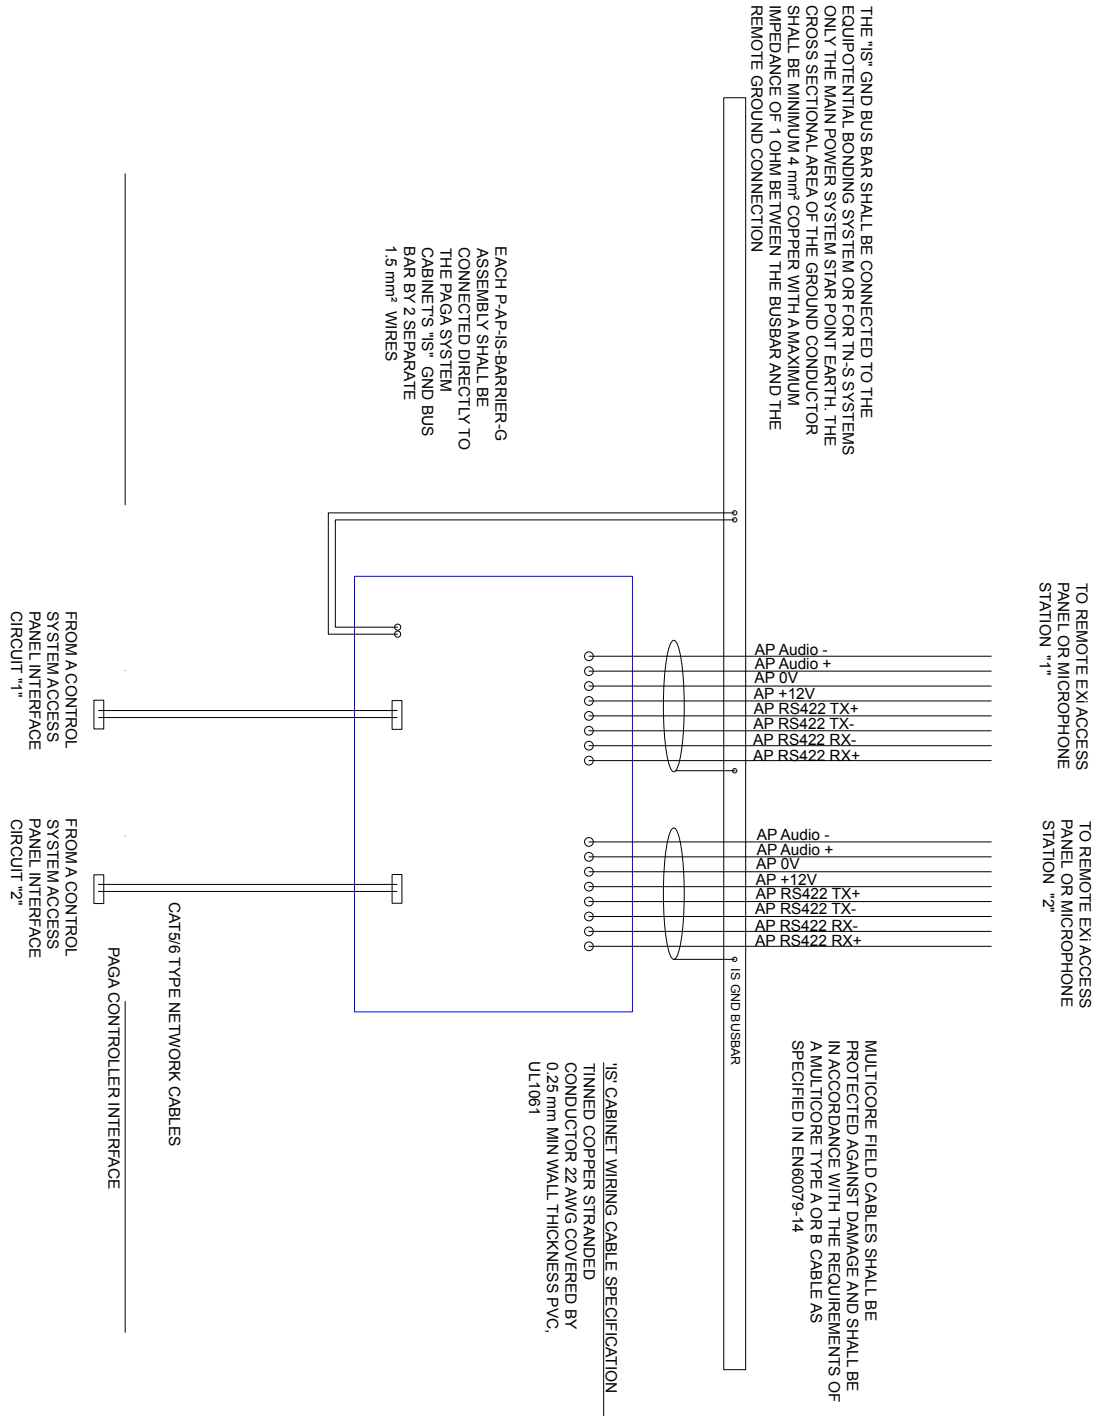 THE "IS" GND BUS BAR SHALL BE CONNECTED TO THE
EQUIPOTENTIAL BONDING SYSTEM OR FOR TN-S SYSTEMS
ONLY THE MAIN POWER SYSTEM STAR POINT EARTH. THE
CROSS SECTIONAL AREA OF THE GROUND CONDUCTOR
SHALL BE MINIMUM 4 mm² COPPER WITH A MAXIMUM
IMPEDANCE OF 1 OHM BETWEEN THE BUSBAR AND THE
REMOTE GROUND CONNECTION
EACH P-AP-IS-BARRIER-G
ASSEMBLY SHALL BE
CONNECTED DIRECTLY TO
THE PAGA SYSTEM
CABINET'S "IS" GND BUS
BAR BY 2 SEPARATE
1.5 mm² WIRES
TO REMOTE EXi ACCESS
PANEL OR MICROPHONE
STATION "1"
AP Audio -
AP Audio +
AP 0V
AP +12V
AP RS422 TX+
AP RS422 TX-
AP RS422 RX-
AP RS422 RX+
TO REMOTE EXi ACCESS
PANEL OR MICROPHONE
STATION "2"
AP Audio -
AP Audio +
AP 0V
AP +12V
AP RS422 TX+
AP RS422 TX-
AP RS422 RX-
AP RS422 RX+
IS GND BUSBAR
MULTICORE FIELD CABLES SHALL BE
PROTECTED AGAINST DAMAGE AND SHALL BE
IN ACCORDANCE WITH THE REQUIREMENTS OF
A MULTICORE TYPE A OR B CABLE AS
SPECIFIED IN EN60079-14
'IS' CABINET WIRING CABLE SPECIFICATION
TINNED COPPER STRANDED
CONDUCTOR 22 AWG COVERED BY
0.25 mm MIN WALL THICKNESS PVC,
UL1061
FROM A CONTROL
SYSTEM ACCESS
PANEL INTERFACE
CIRCUIT "1"
FROM A CONTROL
SYSTEM ACCESS
PANEL INTERFACE
CIRCUIT "2"
CAT5/6 TYPE NETWORK CABLES
PAGA CONTROLLER INTERFACE